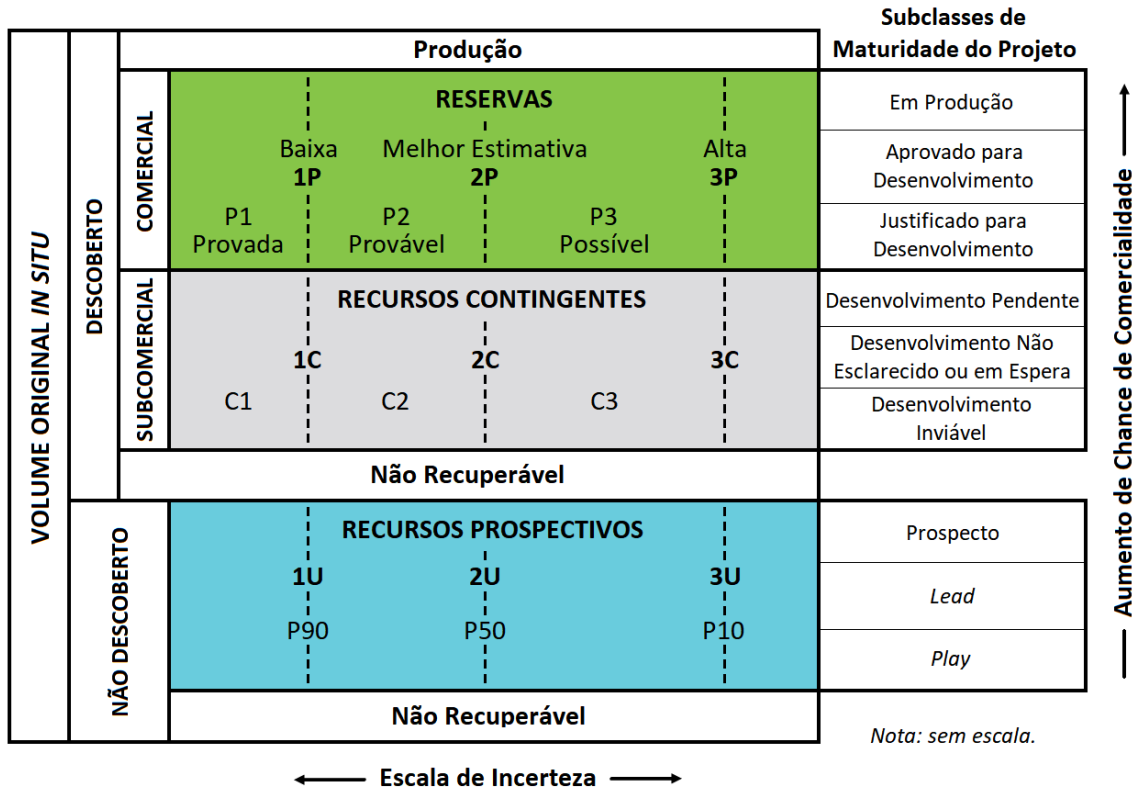 Subclasses de
Maturidade do Projeto
Produção
VOLUME ORIGINAL IN SITU
DESCOBERTO
COMERCIAL
RESERVAS
Baixa Melhor Estimativa Alta
1P 2P 3P
P1 P2 P3
Provada Provável Possível
Em Produção
Aprovado para
Desenvolvimento
Justificado para
Desenvolvimento
SUBCOMERCIAL
RECURSOS CONTINGENTES
1C 2C 3C
C1 C2 C3
Desenvolvimento Pendente
Desenvolvimento Não
Esclarecido ou em Espera
Desenvolvimento
Inviável
Não Recuperável
NÃO DESCOBERTO
RECURSOS PROSPECTIVOS
1U 2U 3U
P90 P50 P10
Prospecto
Lead
Play
Não Recuperável
Nota: sem escala.
Aumento de Chance de Comercialidade
Escala de Incerteza